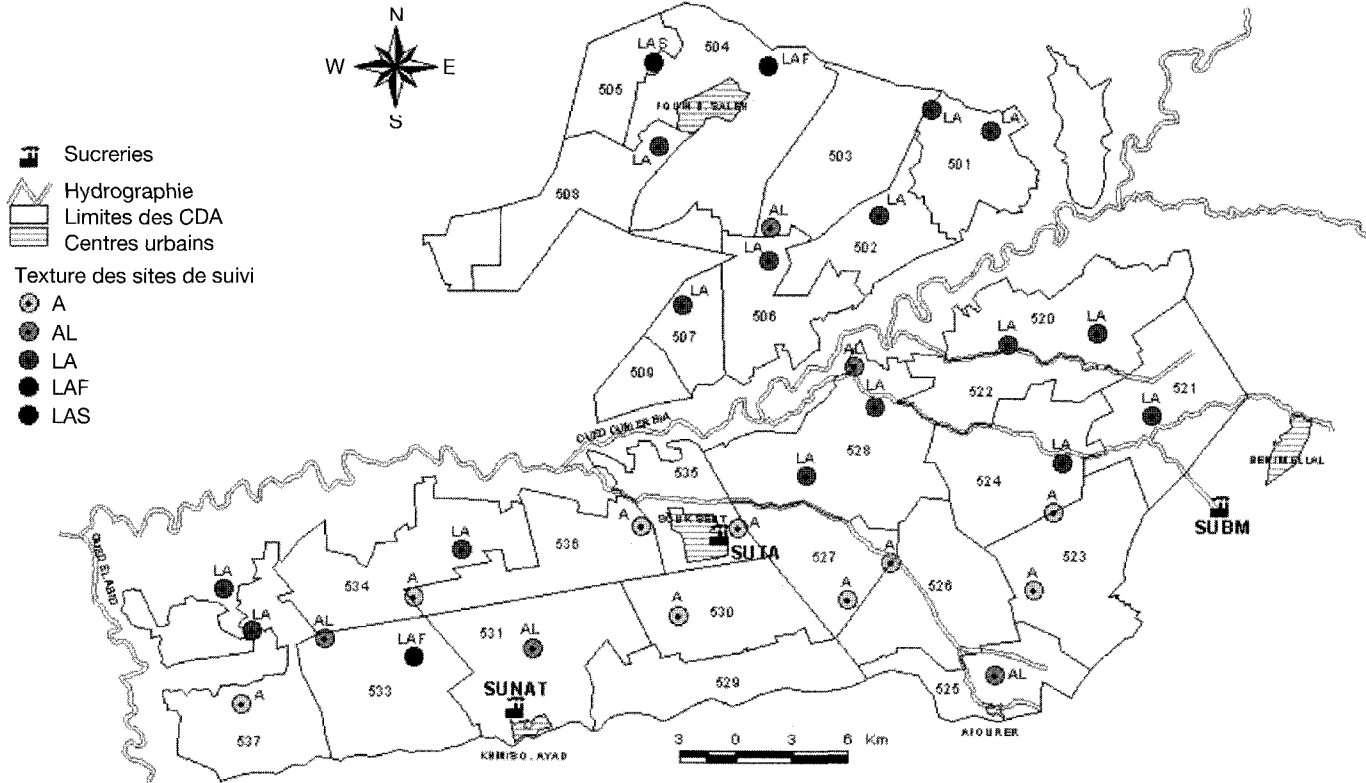 N
W E
S
Sucreries
Hydrographie
Limites des CDA
Centres urbains
Texture des sites de suivi
A
AL
LA
LAF
LAS
LAS
504
LAF
505
LA
LA
LA
503
501
508
AL
LA
LA
502
LA
506
507
509
LA
520
AL
LA
522
LA
521
528
LA
535
LA
524
A
A
A
SUTA
SUBM
LA
536
527
A
523
LA
534
A
A
A
526
A
530
LA
AL
LAF
531
AL
533
529
AL
525
A
537
SUNAT
AFOURER
3 0 3 6 Km